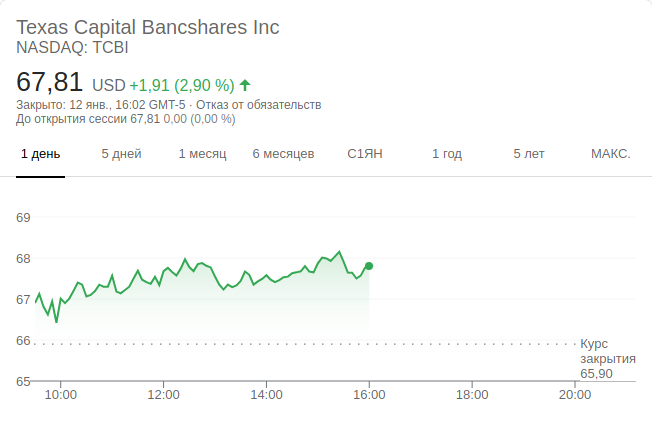 Texas Capital Bancshares Inc
NASDAQ: TCBI
67,81 USD +1,91 (2,90 %)
Закрыто: 12 янв., 16:02 GMT-5 · Отказ от обязательств
До открытия сессии 67,81 0,00 (0,00 %)
1 день 5 дней 1 месяц 6 месяцев С1ЯН 1 год 5 лет МАКС.
69
68
67
66
Курс
закрытия
65,90
65
10:00 12:00 14:00 16:00 18:00 20:00